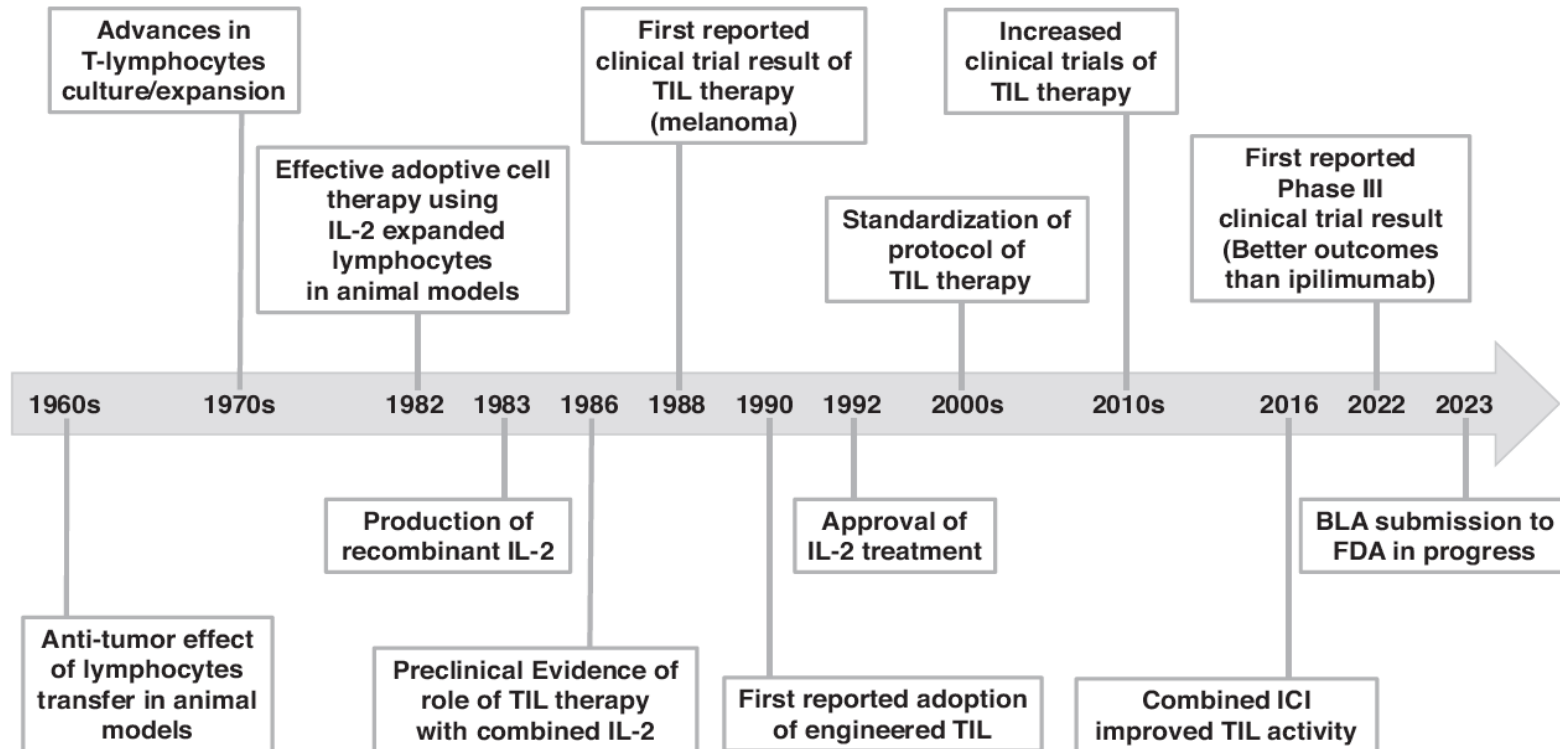 Advances in
T-lymphocytes
culture/expansion
Effective adoptive cell
therapy using
IL-2 expanded
lymphocytes
in animal models
First reported
clinical trial result of
TIL therapy
(melanoma)
Standardization of
protocol of
TIL therapy
Increased
clinical trials of
TIL therapy
First reported
Phase III
clinical trial result
(Better outcomes
than ipilimumab)
1960s 1970s 1982 1983 1986 1988 1990 1992 2000s 2010s 2016 2022 2023
Anti-tumor effect
of lymphocytes
transfer in animal
models
Production of
recombinant IL-2
Preclinical Evidence of
role of TIL therapy
with combined IL-2
First reported adoption
of engineered TIL
Approval of
IL-2 treatment
Combined ICI
improved TIL activity
BLA submission to
FDA in progress